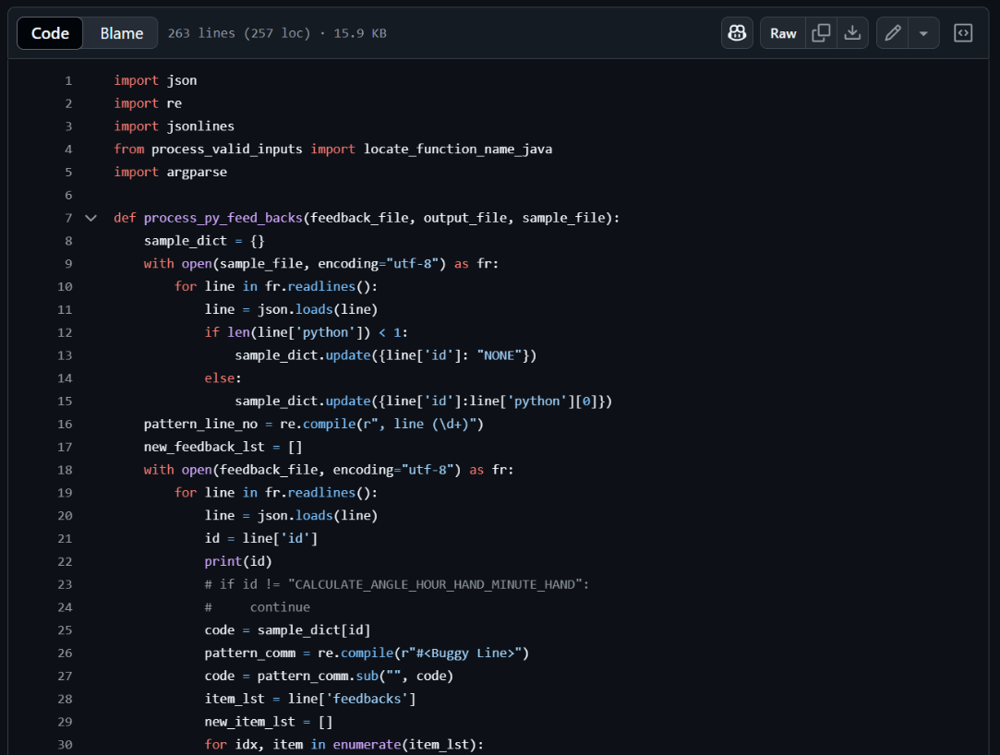 Code Blame 263 lines (257 loc) · 15.9 KB Raw
1 import json
2 import re
3 import jsonlines
4 from process_valid_inputs import locate_function_name_java
5 import argparse
6
7 def process_py_feed_backs(feedback_file, output_file, sample_file):
8     sample_dict = {}
9     with open(sample_file, encoding="utf-8") as fr:
10         for line in fr.readlines():
11             line = json.loads(line)
12             if len(line['python']) < 1:
13                 sample_dict.update({line['id']: "NONE"})
14             else:
15                 sample_dict.update({line['id']:line['python'][0]})
16     pattern_line_no = re.compile(r", line (\d+)")
17     new_feedback_lst = []
18     with open(feedback_file, encoding="utf-8") as fr:
19         for line in fr.readlines():
20             line = json.loads(line)
21             id = line['id']
22             print(id)
23             # if id != "CALCULATE_ANGLE_HOUR_HAND_MINUTE_HAND":
24             #     continue
25             code = sample_dict[id]
26             pattern_comm = re.compile(r"#<Buggy Line>")
27             code = pattern_comm.sub("", code)
28             item_lst = line['feedbacks']
29             new_item_lst = []
30             for idx, item in enumerate(item_lst):